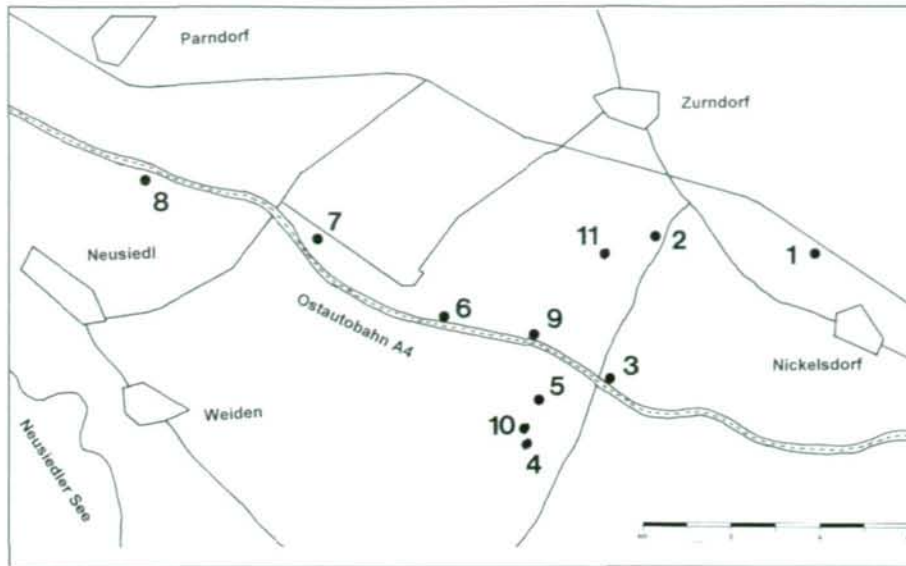 Parndorf
Zurndorf
8
7
11
2
1
Neusiedl
6
9
Ostautobahn A4
3
Nickelsdorf
5
Weiden
10
4
Neusiedler See